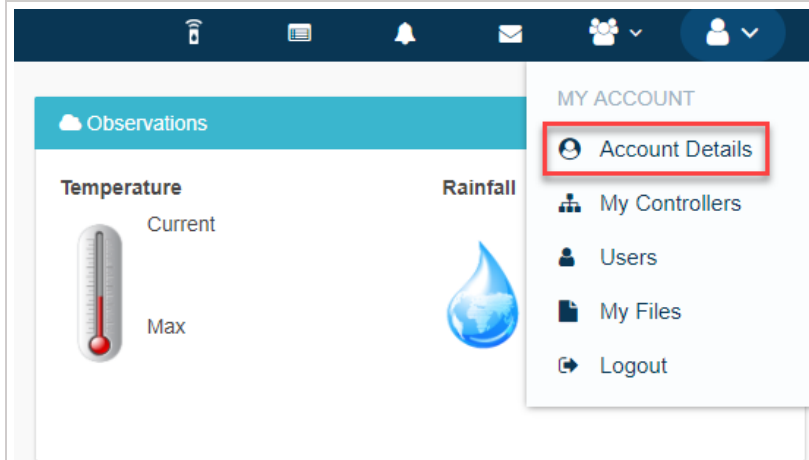 MY ACCOUNT
Observations
Account Details
Temperature
Rainfall
My Controllers
Current
Users
My Files
Max
Logout